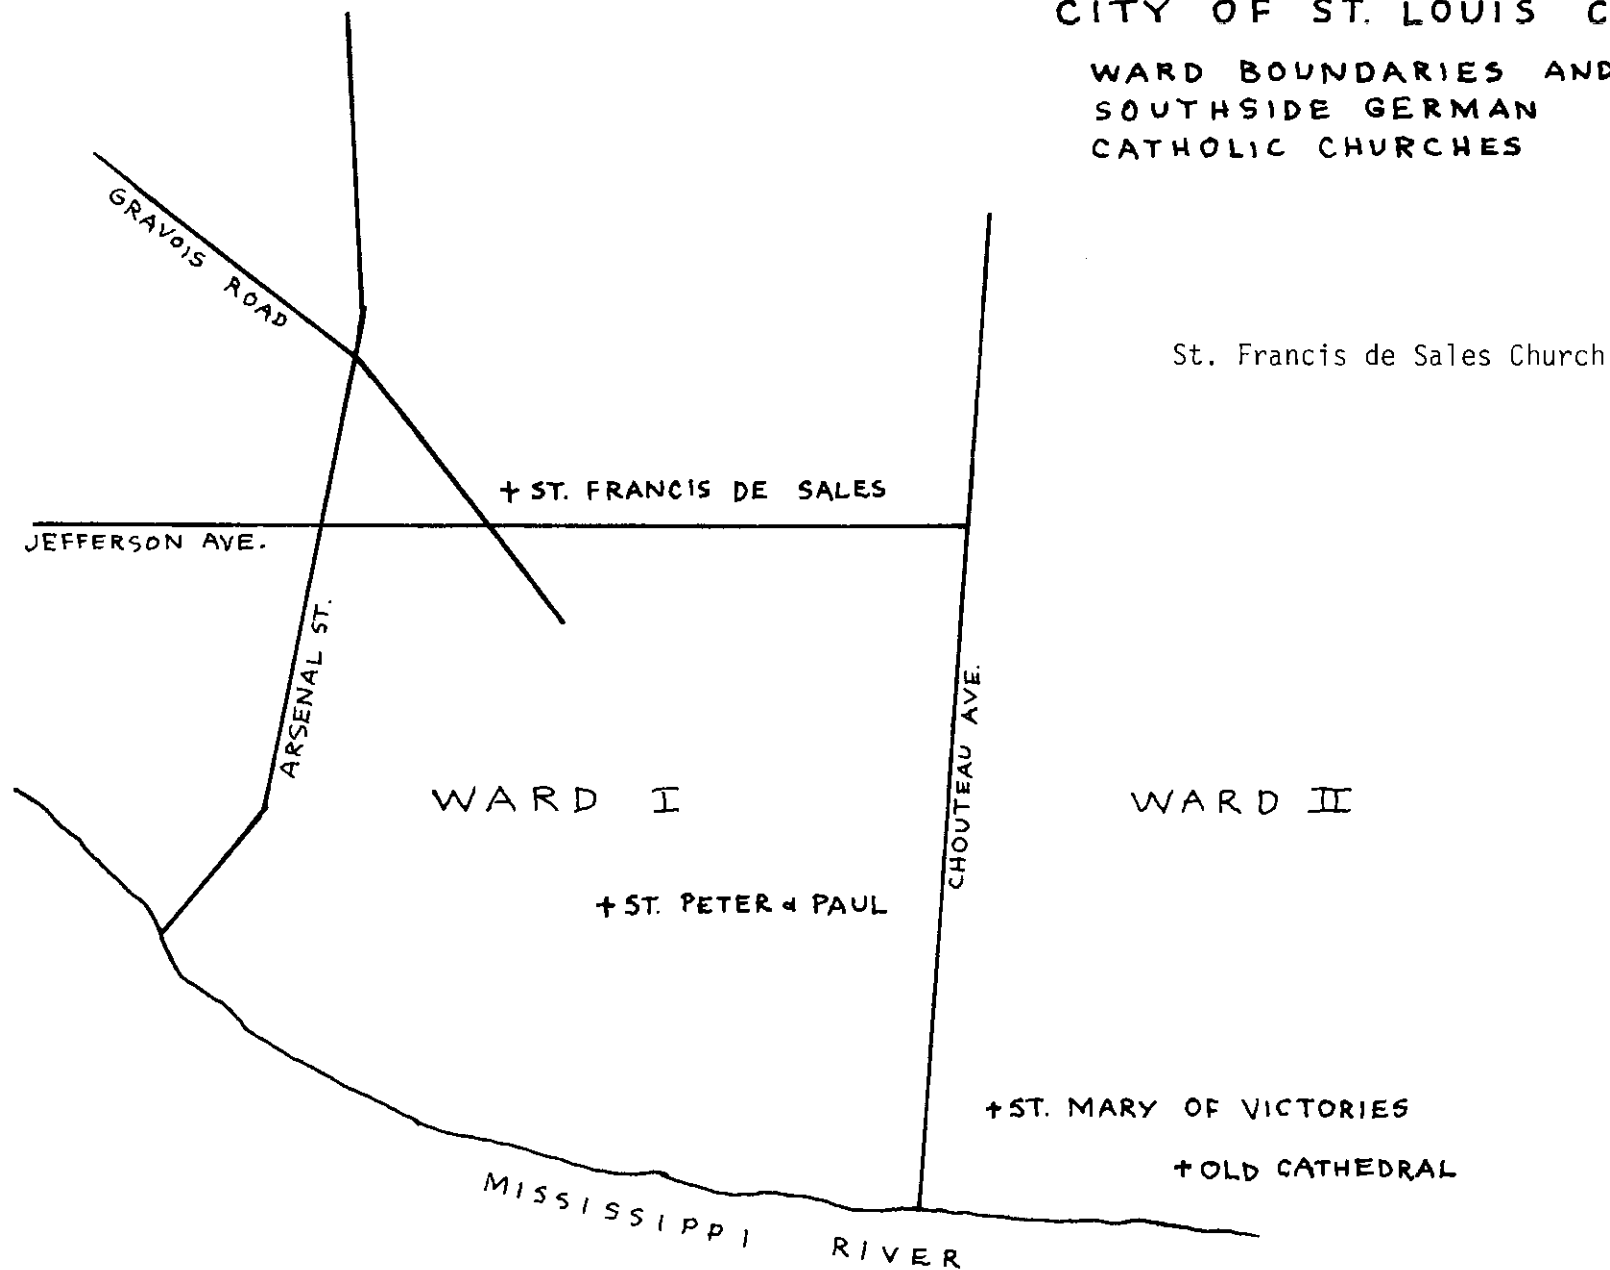 CITY OF ST. LOUIS C
WARD BOUNDARIES AND
SOUTHSIDE GERMAN
CATHOLIC CHURCHES
GRAVOIS ROAD
St. Francis de Sales Church
+ ST. FRANCIS DE SALES
JEFFERSON AVE.
ARSENAL ST.
CHOUTEAU AVE.
WARD I
WARD II
+ ST. PETER & PAUL
+ ST. MARY OF VICTORIES
+ OLD CATHEDRAL
MISSISSIPPI RIVER